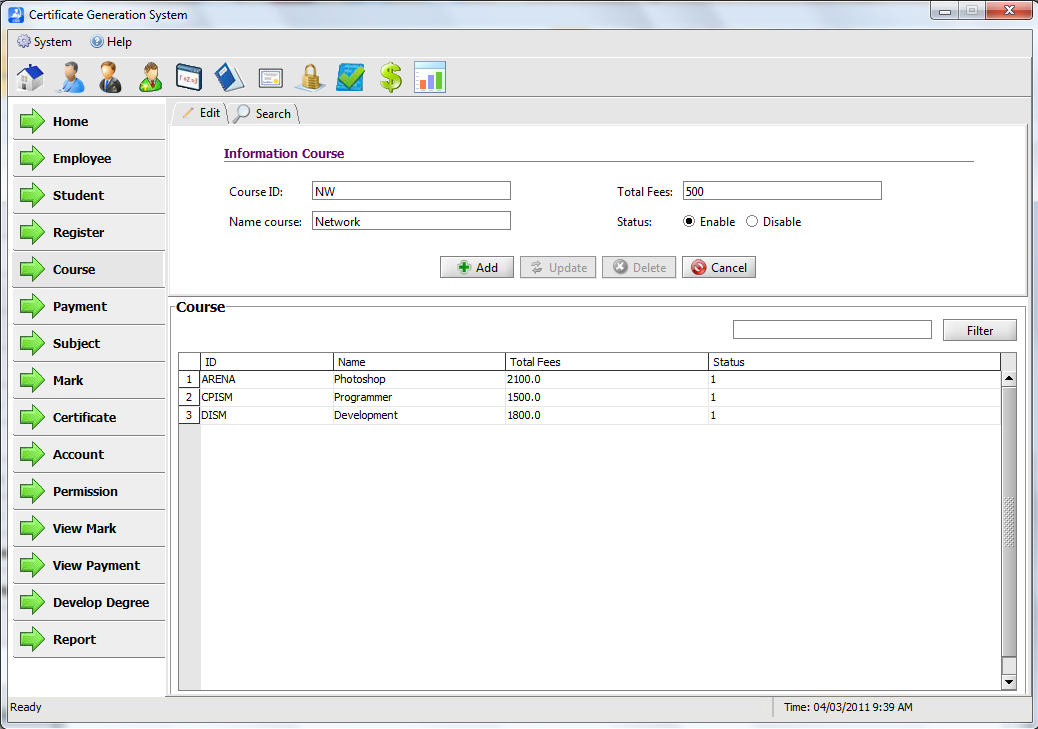 Certificate Generation System
System Help
Home
Employee
Student
Register
Course
Payment
Subject
Mark
Certificate
Account
Permission
View Mark
View Payment
Develop Degree
Report
Edit Search
Information Course
Course ID: NW Total Fees: 500
Name course: Network Status: Enable Disable
Add Update Delete Cancel
Course
Filter
ID Name Total Fees Status
1 ARENA Photoshop 2100.0 1
2 CPISM Programmer 1500.0 1
3 DISM Development 1800.0 1
Ready Time: 04/03/2011 9:39 AM